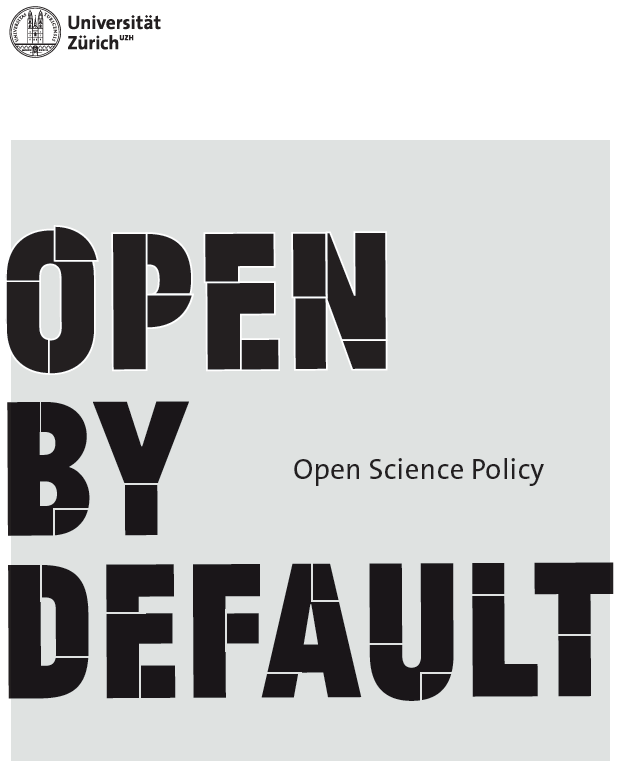 Universität
Zürich UZH
OPEN
BY
Open Science Policy
DEFAULT